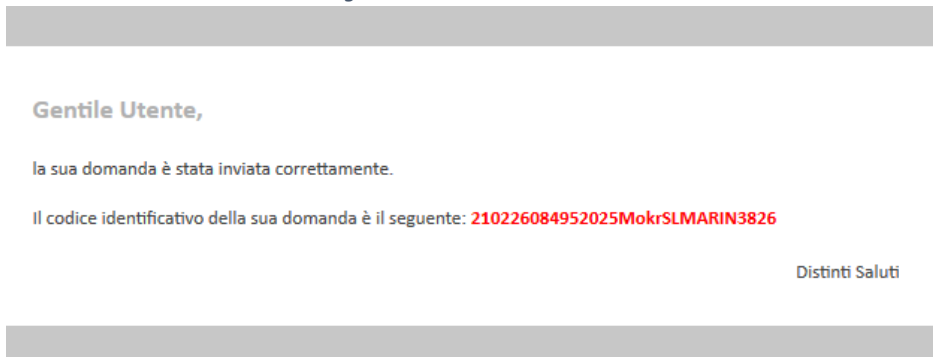 Gentile Utente,
la sua domanda è stata inviata correttamente.
Il codice identificativo della sua domanda è il seguente: 210226084952025MokrSLMARIN3826
Distinti Saluti